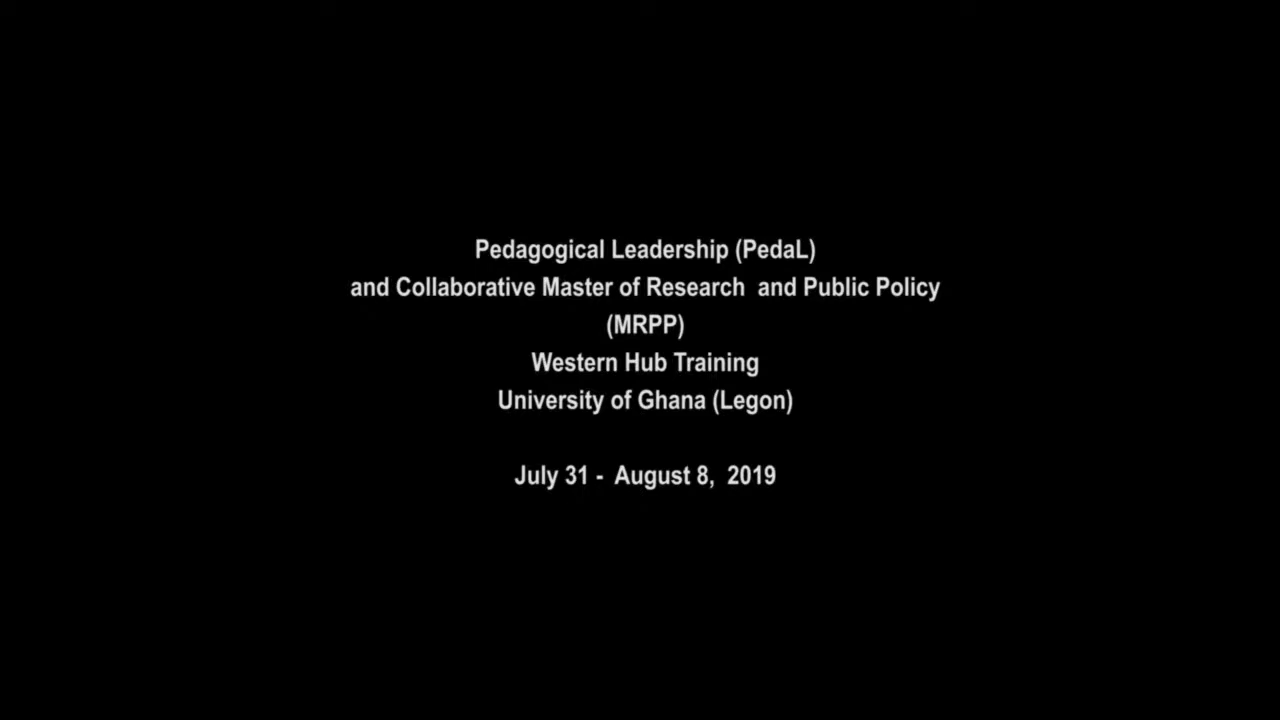 Pedagogical Leadership (PedaL)
and Collaborative Master of Research  and Public Policy
(MRPP)
Western Hub Training
University of Ghana (Legon)
July 31 -  August 8,  2019